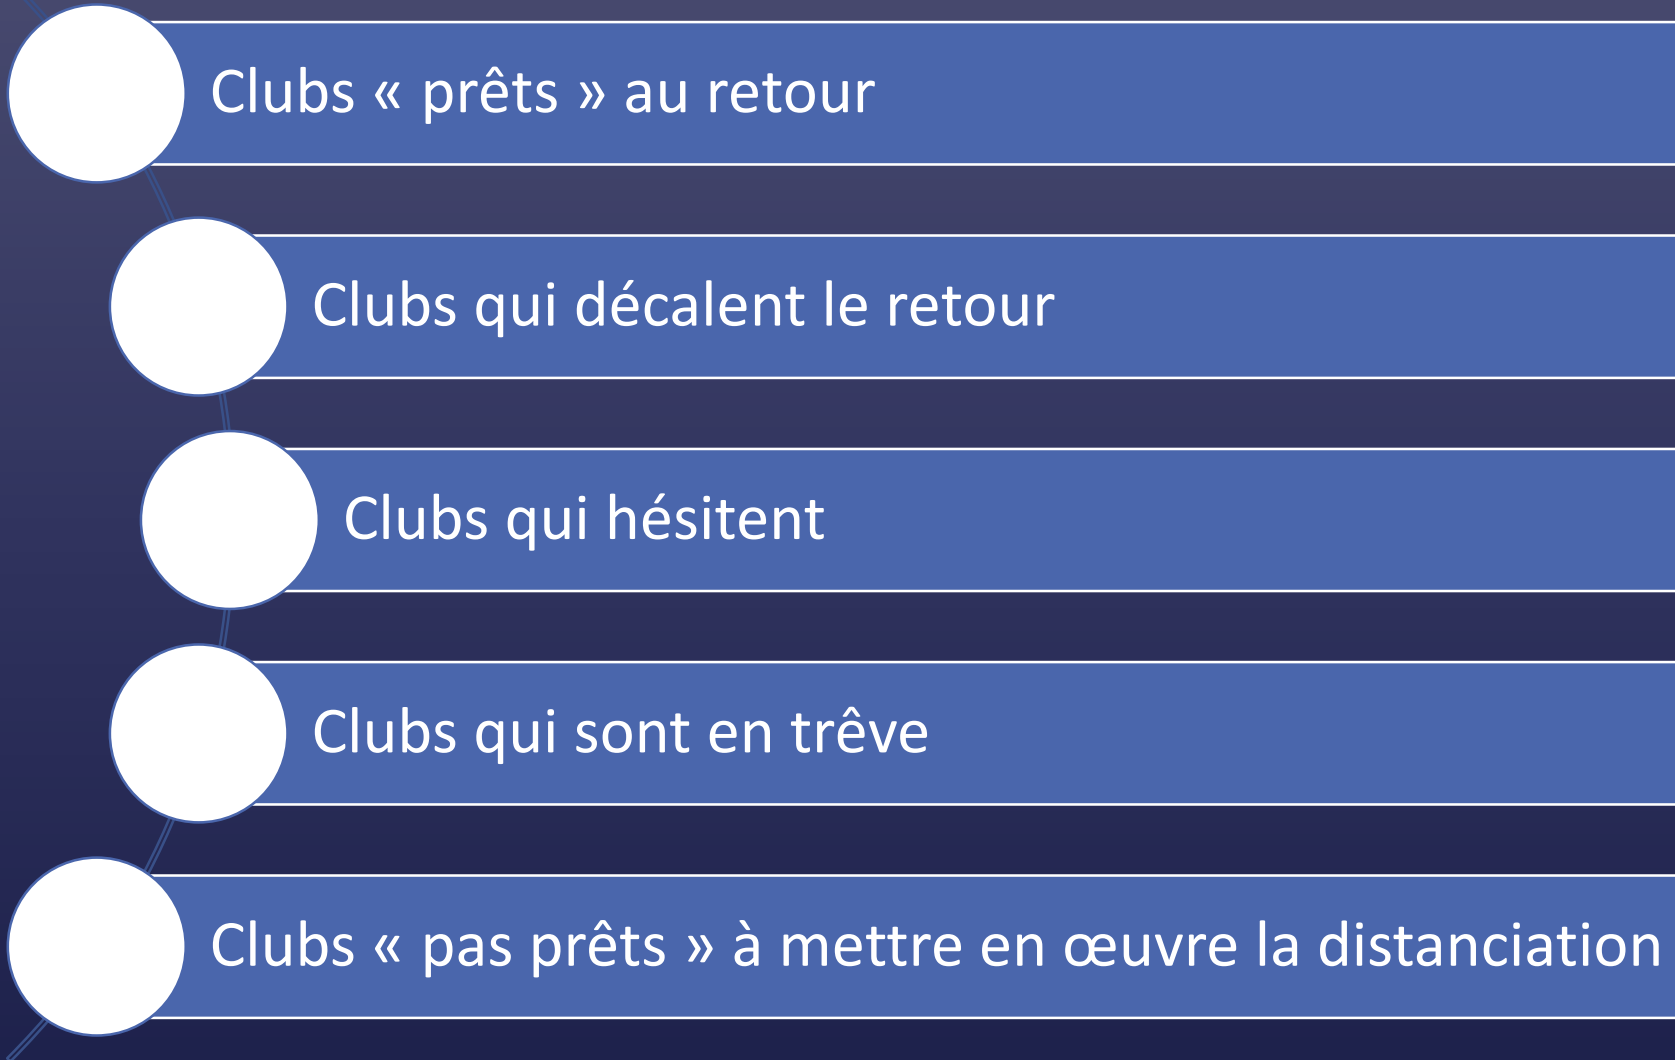 Clubs « prêts » au retour
Clubs qui décalent le retour
Clubs qui hésitent
Clubs qui sont en trêve
Clubs « pas prêts » à mettre en œuvre la distanciation